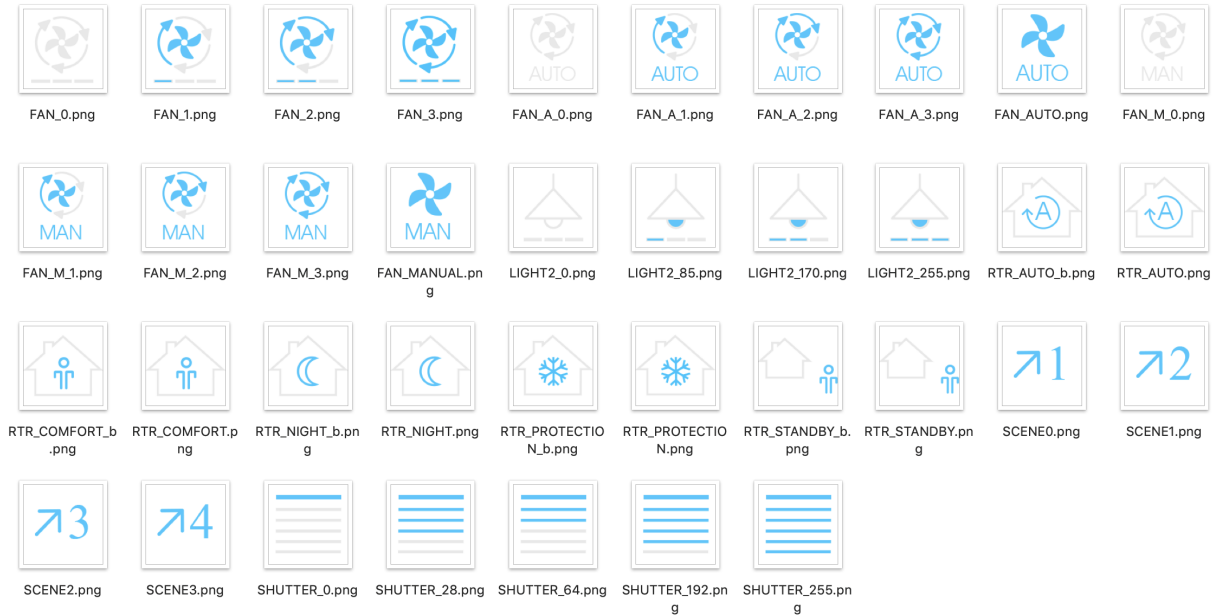 AUTO AUTO AUTO AUTO AUTO MAN
FAN_0.png FAN_1.png FAN_2.png FAN_3.png FAN_A_0.png FAN_A_1.png FAN_A_2.png FAN_A_3.png FAN_AUTO.png FAN_M_0.png
MAN MAN MAN MAN A A
FAN_M_1.png FAN_M_2.png FAN_M_3.png FAN_MANUAL.pn LIGHT2_0.png LIGHT2_85.png LIGHT2_170.png LIGHT2_255.png RTR_AUTO_b.png RTR_AUTO.png
g
1 2
RTR_COMFORT_b RTR_COMFORT.p RTR_NIGHT_b.pn RTR_NIGHT.png RTR_PROTECTIO RTR_PROTECTIO RTR_STANDBY_b. RTR_STANDBY.pn SCENE0.png SCENE1.png
.png ng g N_b.png N.png png g
3 4
SCENE2.png SCENE3.png SHUTTER_0.png SHUTTER_28.png SHUTTER_64.png SHUTTER_192.pn SHUTTER_255.pn
g g